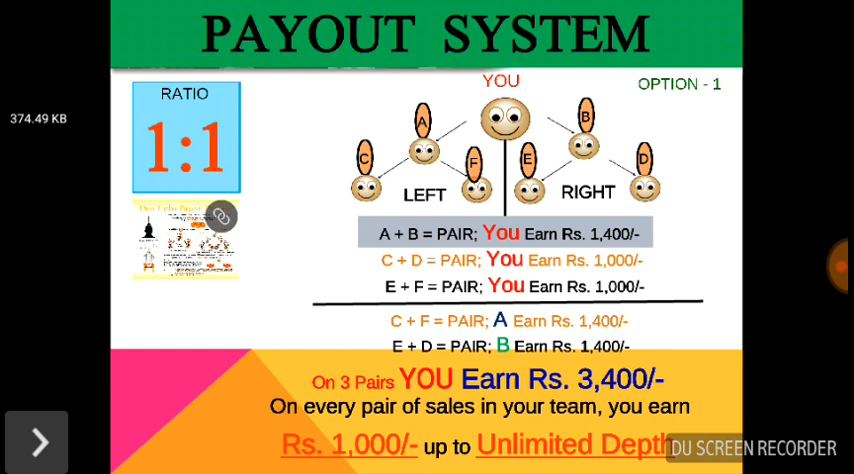 PAYOUT SYSTEM
374.49 KB
RATIO
1:1
YOU
OPTION - 1
A
B
C
F
E
D
LEFT
RIGHT
A + B = PAIR; You Earn Rs. 1,400/-
C + D = PAIR; You Earn Rs. 1,000/-
E + F = PAIR; You Earn Rs. 1,000/-
C + F = PAIR; A Earn Rs. 1,400/-
E + D = PAIR; B Earn Rs. 1,400/-
On 3 Pairs YOU Earn Rs. 3,400/-
On every pair of sales in your team, you earn
Rs. 1,000/- up to Unlimited Depth
DU SCREEN RECORDER